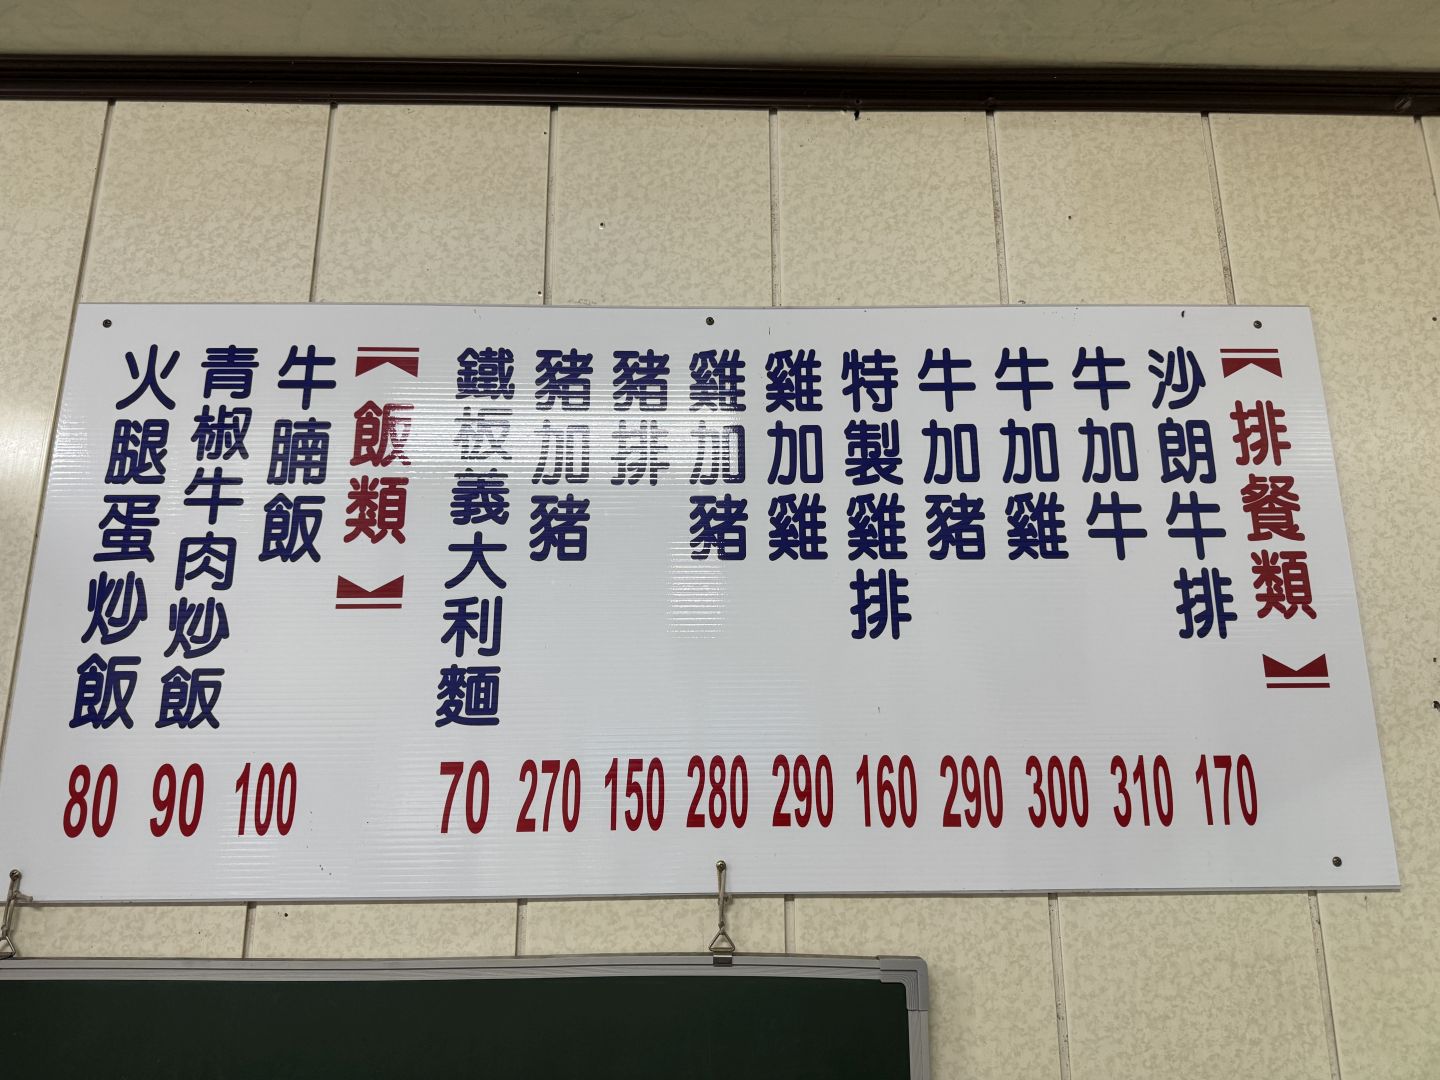 【排餐類】
沙朗牛排 170
牛加牛 310
牛加雞 300
牛加豬 290
特製雞排 160
雞加雞 290
雞加豬 280
豬排 150
豬加豬 270
鐵板義大利麵 70
【飯類】
牛腩飯 100
青椒牛肉炒飯 90
火腿蛋炒飯 80